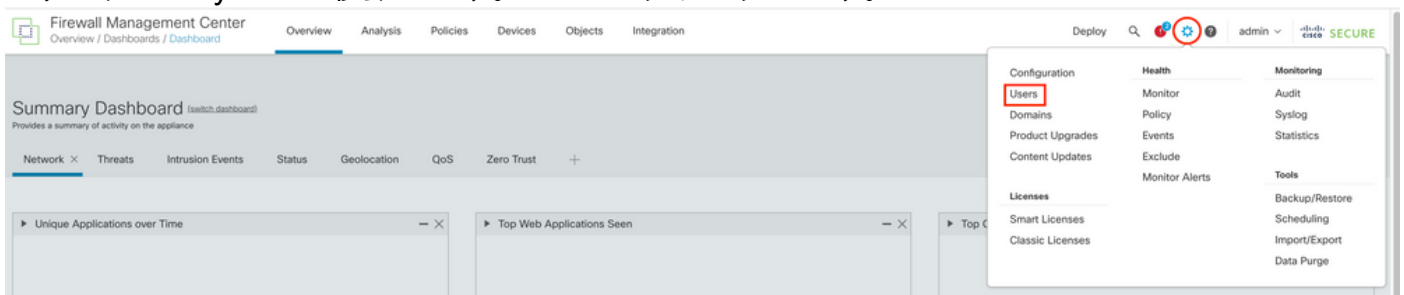 Firewall Management Center
Overview / Dashboards / Dashboard
Overview Analysis Policies Devices Objects Integration
Deploy 2 ? admin cisco SECURE
Summary Dashboard (switch dashboard)
Provides a summary of activity on the appliance
Network × Threats Intrusion Events Status Geolocation QoS Zero Trust +
Unique Applications over Time
Top Web Applications Seen
Configuration
Users
Domains
Product Upgrades
Content Updates
Licenses
Smart Licenses
Classic Licenses
Health
Monitor
Policy
Events
Exclude
Monitor Alerts
Monitoring
Audit
Syslog
Statistics
Tools
Backup/Restore
Scheduling
Import/Export
Data Purge
Top